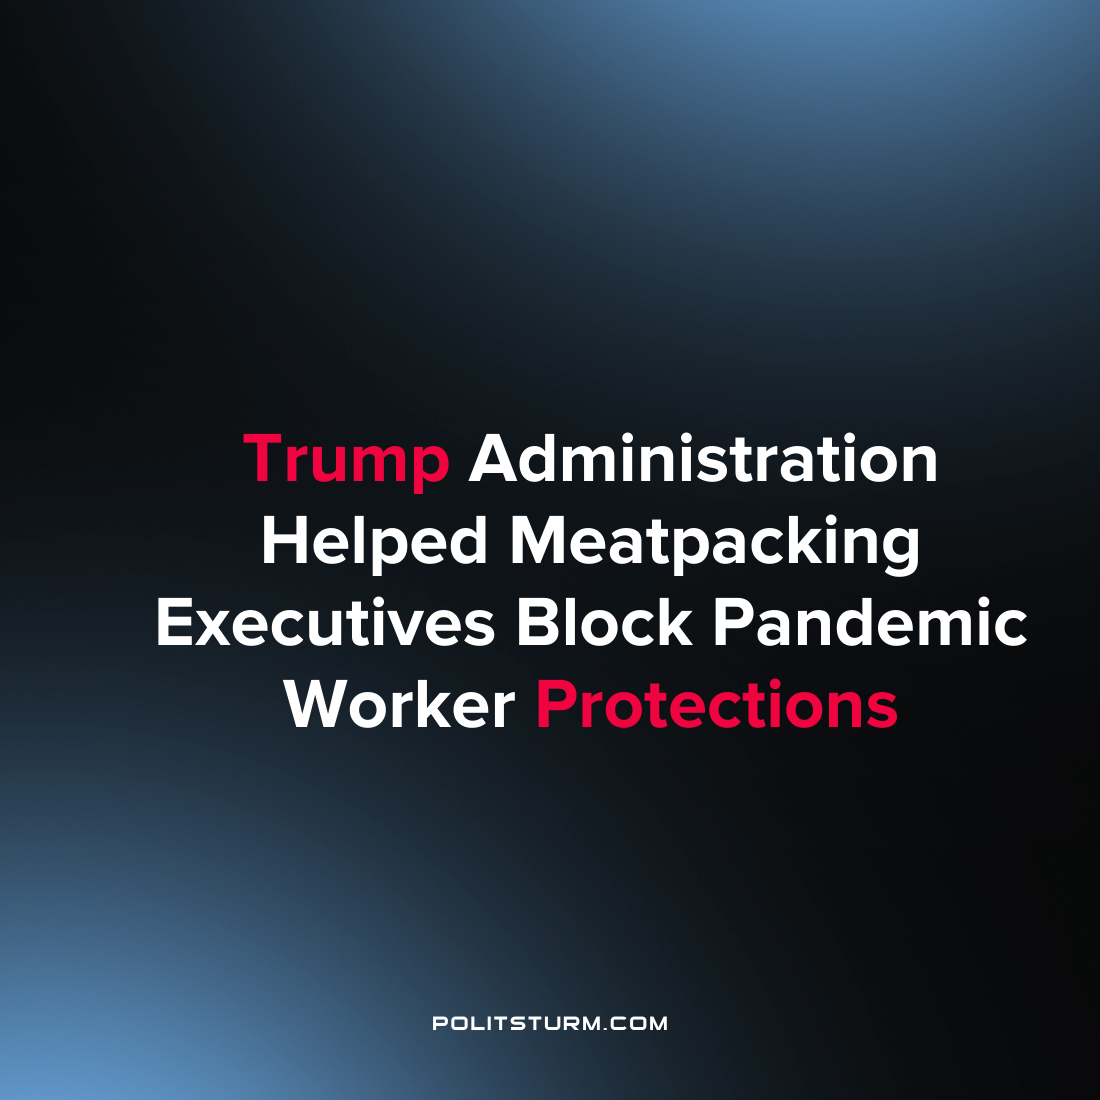 Trump Administration
Helped Meatpacking
Executives Block Pandemic
Worker Protections
POLITSTURM.COM